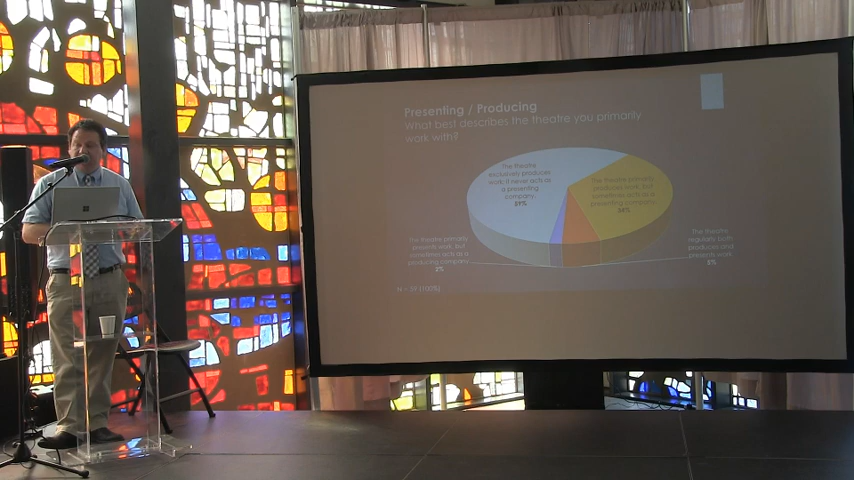 Presenting / Producing
What best describes the theatre you primarily
work with?
The theatre
exclusively produces
work; it never acts as
a presenting
company.
59%
The theatre primarily
produces work, but
sometimes acts as a
presenting company.
The theatre primarily
presents work, but
sometimes acts as a
producing company.
The theatre
regularly both
produces and
presents work.